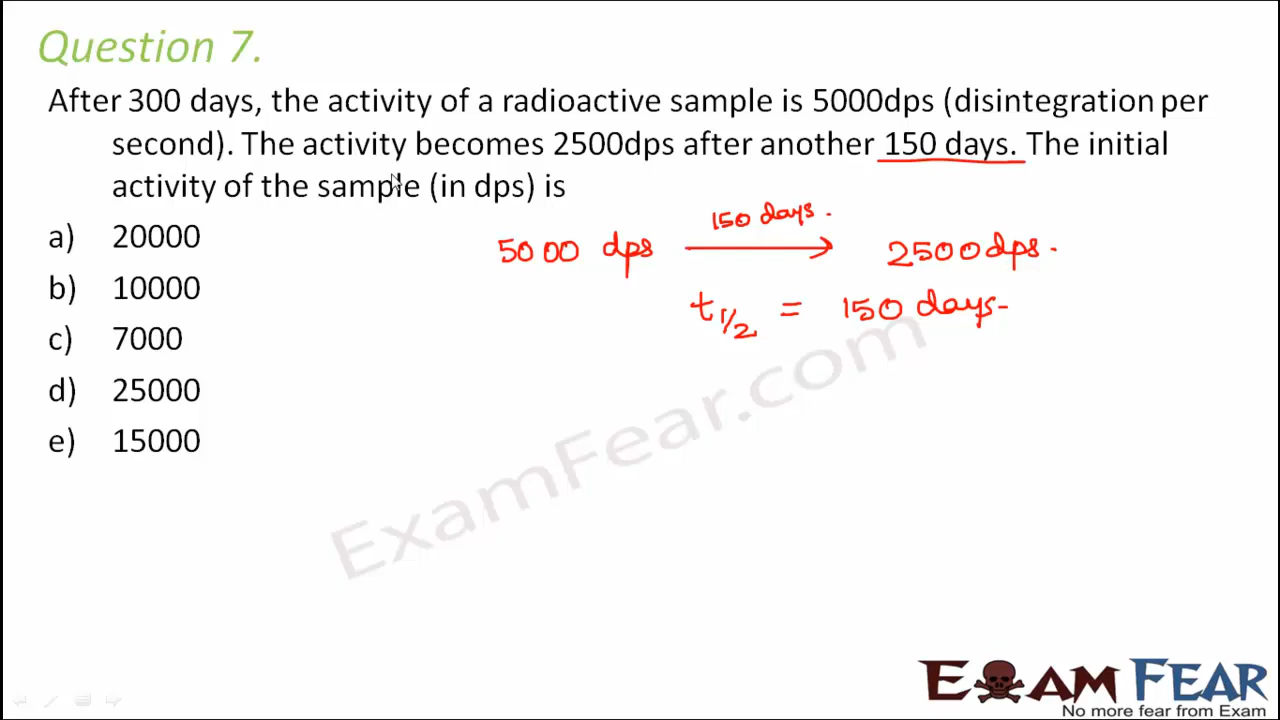 Question 7.
After 300 days, the activity of a radioactive sample is 5000dps (disintegration per
second). The activity becomes 2500dps after another 150 days. The initial
activity of the sample (in dps) is
a) 20000
b) 10000
c) 7000
d) 25000
e) 15000
150 days.
5000 dps → 2500dps.
t1/2 = 150 days
ExamFear.com
EXAM FEAR
No more fear from Exam